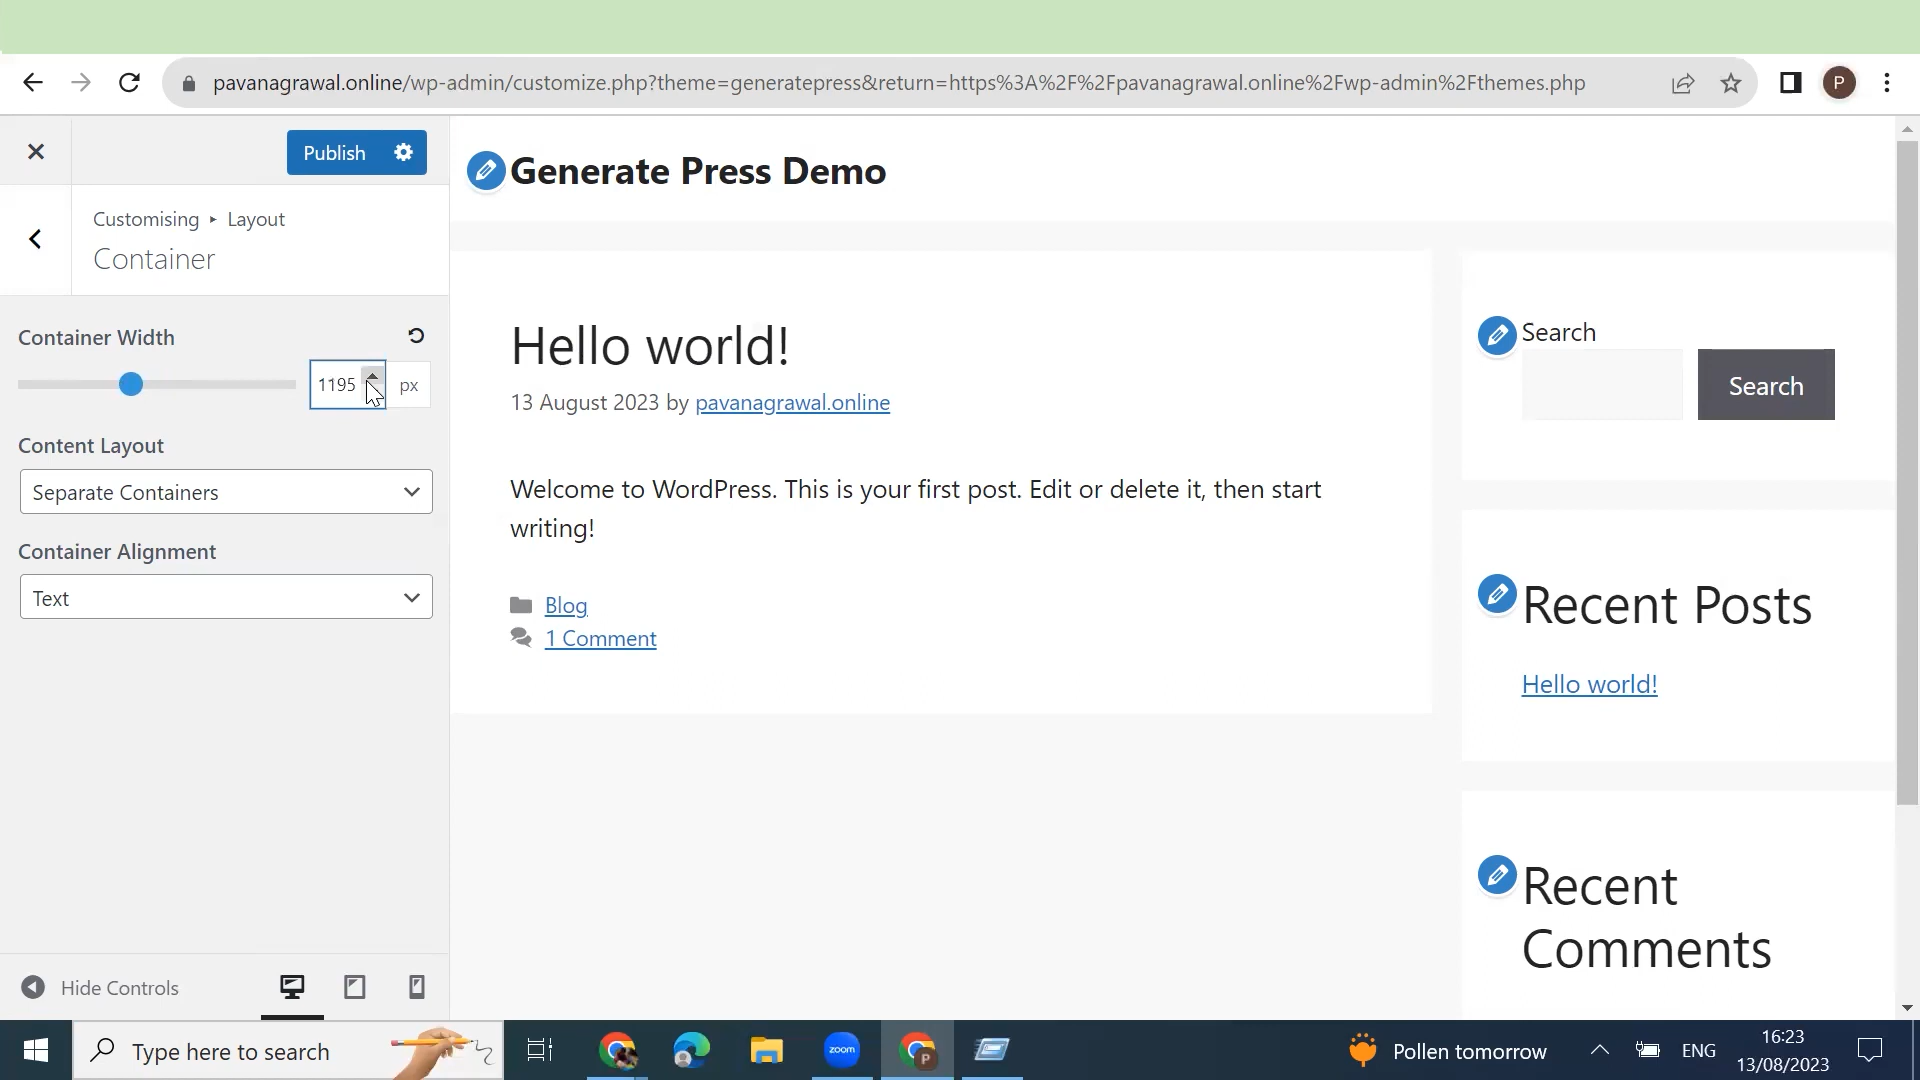 pavanagrawal.online/wp-admin/customize.php?theme=generatepress&return=https%3A%2F%2Fpavanagrawal.online%2Fwp-admin%2Fthemes.php
P
Publish
Customising ▸ Layout
Container
Container Width
1195 px
Content Layout
Separate Containers
Container Alignment
Text
Hide Controls
Generate Press Demo
Hello world!
13 August 2023 by pavanagrawal.online
Welcome to WordPress. This is your first post. Edit or delete it, then start
writing!
Blog
1 Comment
Search
Search
Recent Posts
Hello world!
Recent
Comments
Type here to search
zoom
P
Pollen tomorrow
ENG
16:23
13/08/2023